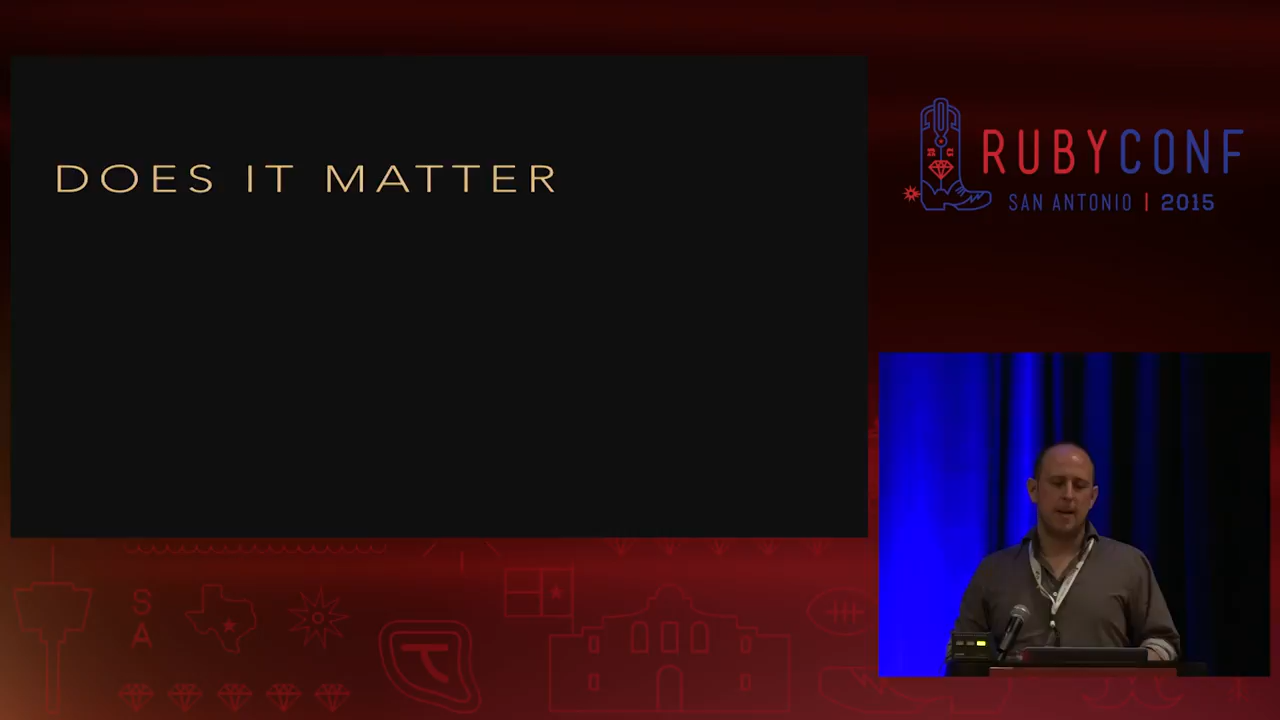 DOES IT MATTER
RUBYCONF
SAN ANTONIO | 2015
S
A